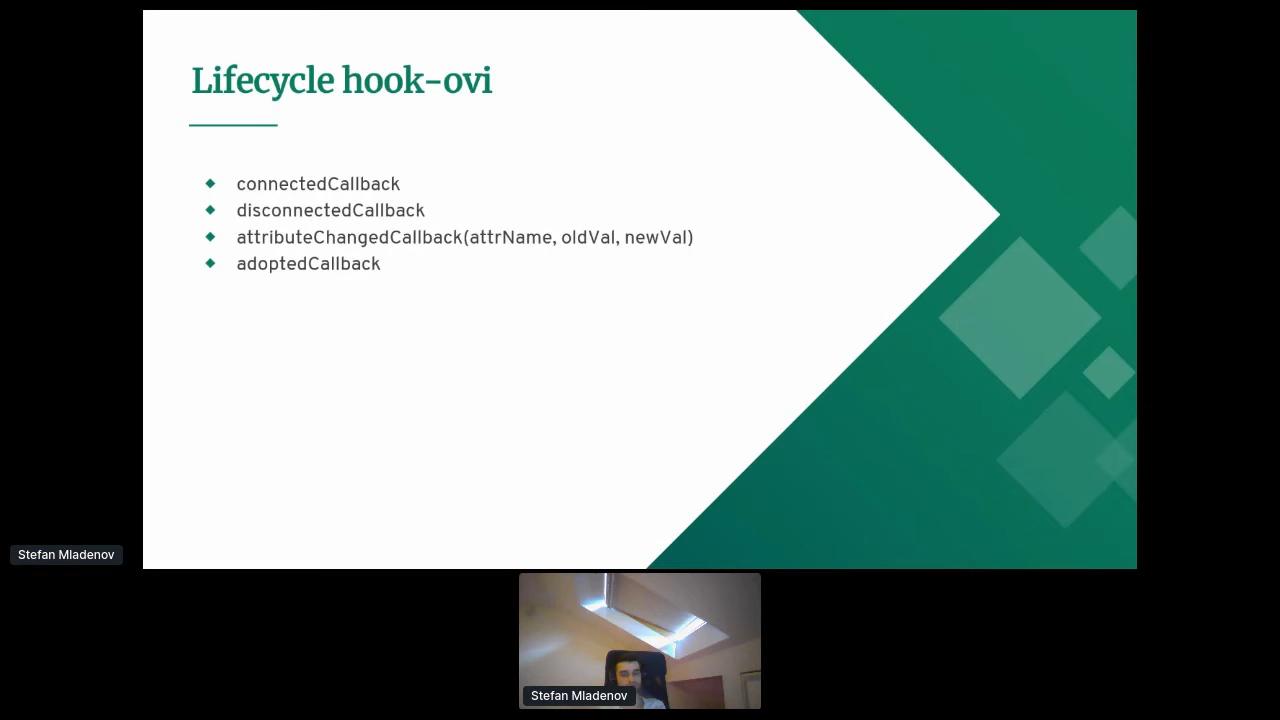 Lifecycle hook-ovi
connectedCallback
disconnectedCallback
attributeChangedCallback(attrName, oldVal, newVal)
adoptedCallback
Stefan Mladenov
Stefan Mladenov